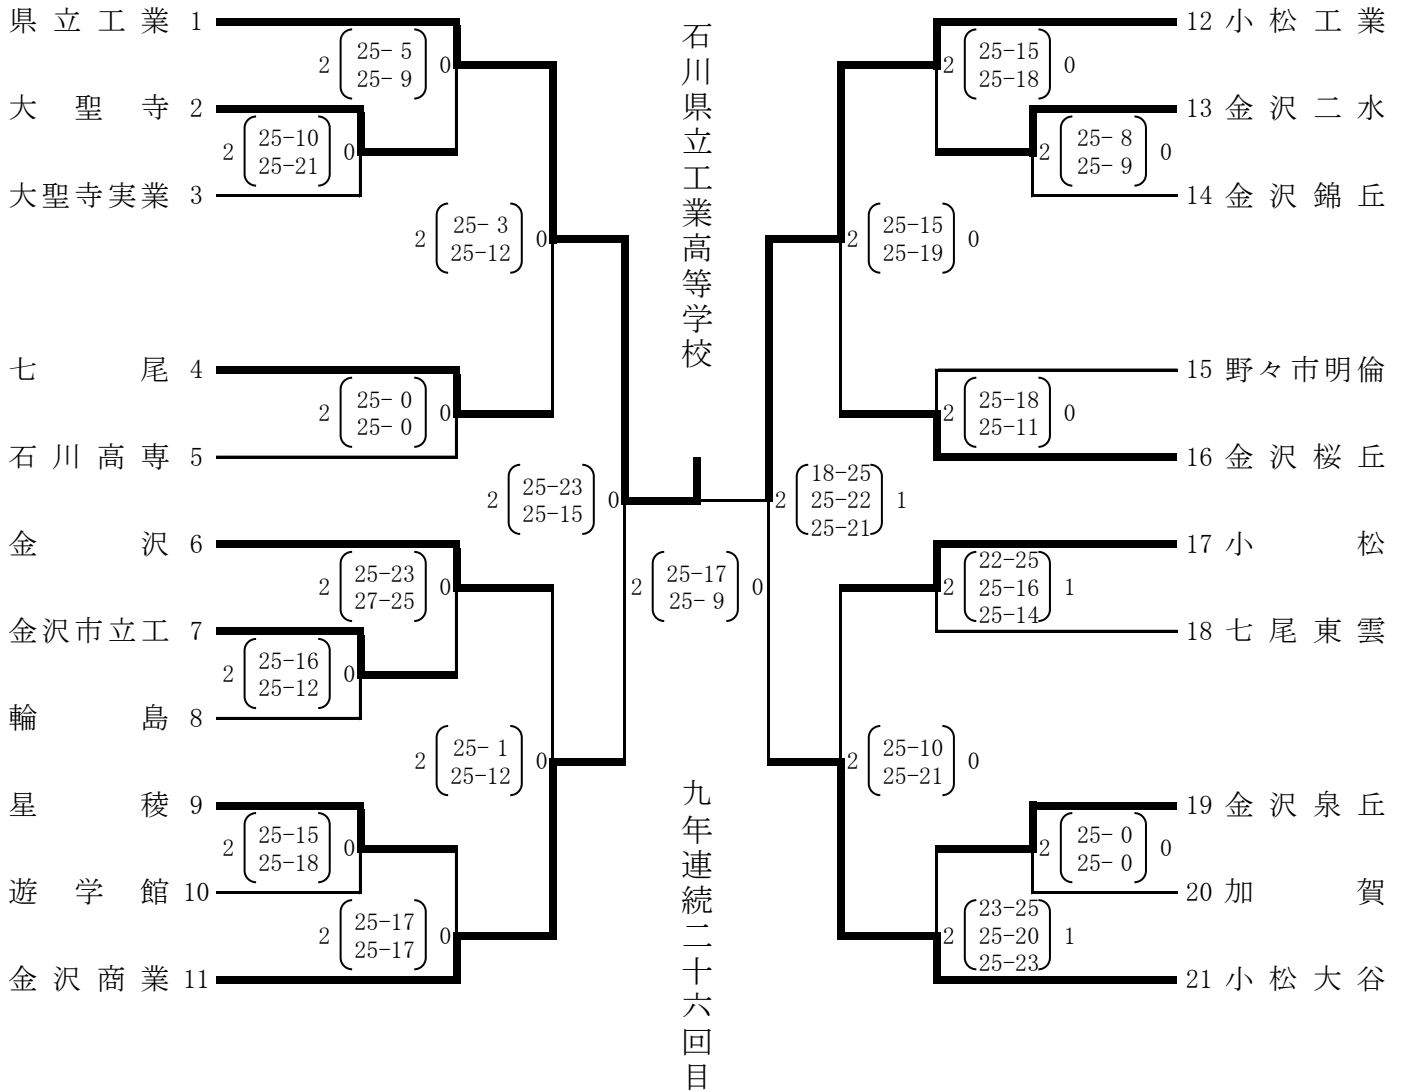 県立工業 1
2 25- 5 0
25- 9
大聖寺 2
2 25-10 0
25-21
大聖寺実業 3
2 25- 3 0
25-12
七尾 4
2 25- 0 0
25- 0
石川高専 5
2 25-23 0
25-15
金沢 6
2 25-23 0
27-25
金沢市立工 7
2 25-16 0
25-12
輪島 8
2 25- 1 0
25-12
星稜 9
2 25-15 0
25-18
遊学館 10
2 25-17 0
25-17
金沢商業 11
石川県立工業高等学校
2 25-17 0
25- 9
九年連続二十六回目
12 小松工業
2 25-15 0
25-18
13 金沢二水
2 25- 8 0
25- 9
14 金沢錦丘
2 25-15 0
25-19
15 野々市明倫
2 25-18 0
25-11
16 金沢桜丘
18-25
2 25-22 1
25-21
17 小松
22-25
2 25-16 1
25-14
18 七尾東雲
2 25-10 0
25-21
19 金沢泉丘
2 25- 0 0
25- 0
20 加賀
23-25
2 25-20 1
25-23
21 小松大谷